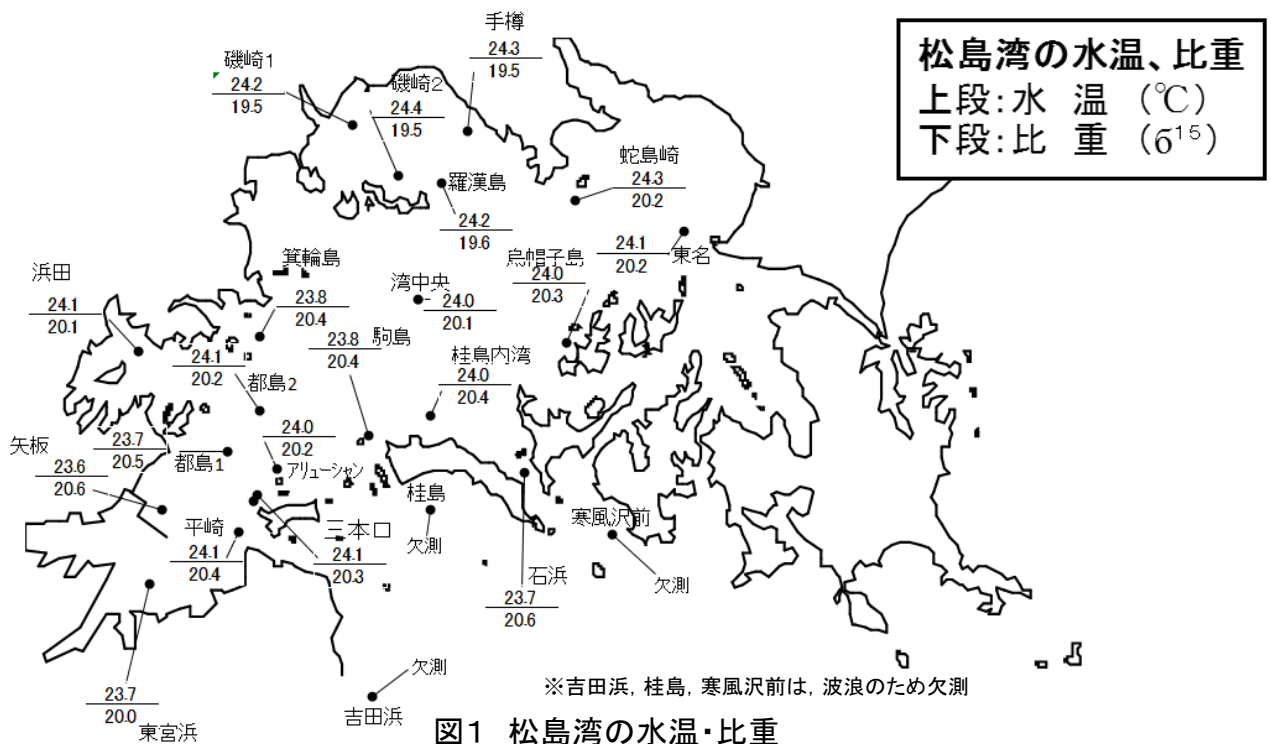 松島湾の水温、比重
上段:水 温 (℃)
下段:比 重 (б¹⁵)
手樽
24.3
19.5
磯崎1
24.2
19.5
磯崎2
24.4
19.5
蛇島崎
24.3
20.2
羅漢島
24.2
19.6
東名
24.1
20.2
烏帽子島
24.0
20.3
箕輪島
23.8
20.4
湾中央
24.0
20.1
浜田
24.1
20.1
駒島
23.8
20.4
桂島内湾
24.0
20.4
都島2
24.1
20.2
アリューシャン
24.0
20.2
都島1
23.7
20.5
矢板
23.6
20.6
桂島
欠測
寒風沢前
欠測
平崎
24.1
20.4
三本口
24.1
20.3
石浜
23.7
20.6
東宮浜
23.7
20.0
吉田浜
欠測
※吉田浜, 桂島, 寒風沢前は, 波浪のため欠測
図1 松島湾の水温・比重